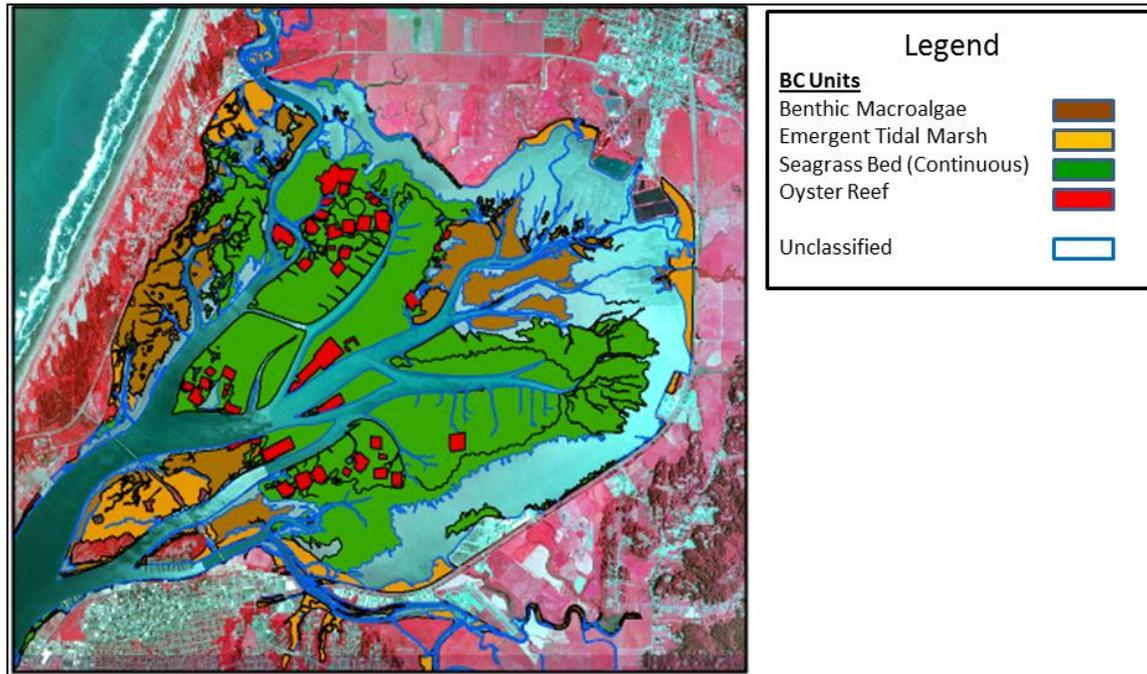 Legend
BC Units
Benthic Macroalgae
Emergent Tidal Marsh
Seagrass Bed (Continuous)
Oyster Reef
Unclassified